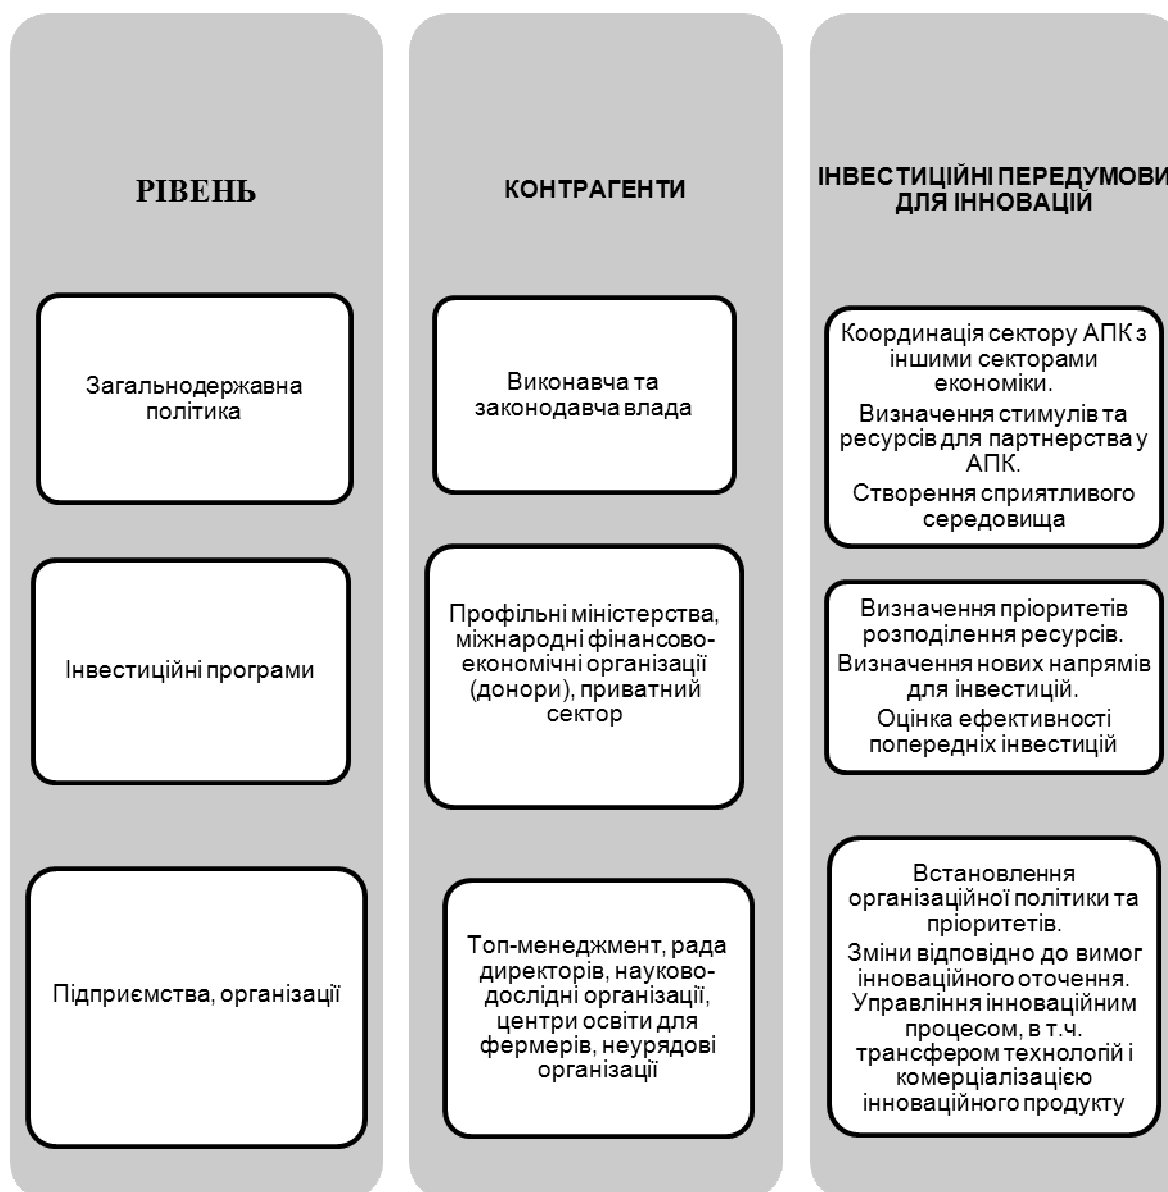 РІВЕНЬ
Загальнодержавна
політика
Інвестиційні програми
Підприємства, організації
КОНТРАГЕНТИ
Виконавча та
законодавча влада
Профільні міністерства,
міжнародні фінансово-
економічні організації
(донори), приватний
сектор
Топ-менеджмент, рада
директорів, науково-
дослідні організації,
центри освіти для
фермерів, неурядові
організації
ІНВЕСТИЦІЙНІ ПЕРЕДУМОВИ
ДЛЯ ІННОВАЦІЙ
Координація сектору АПК з
іншими секторами
економіки.
Визначення стимулів та
ресурсів для партнерства у
АПК.
Створення сприятливого
середовища
Визначення пріоритетів
розподілення ресурсів.
Визначення нових напрямів
для інвестицій.
Оцінка ефективності
попередніх інвестицій
Встановлення
організаційної політики та
пріоритетів.
Зміни відповідно до вимог
інноваційного оточення.
Управління інноваційним
процесом, в т.ч.
трансфером технологій і
комерціалізацією
інноваційного продукту